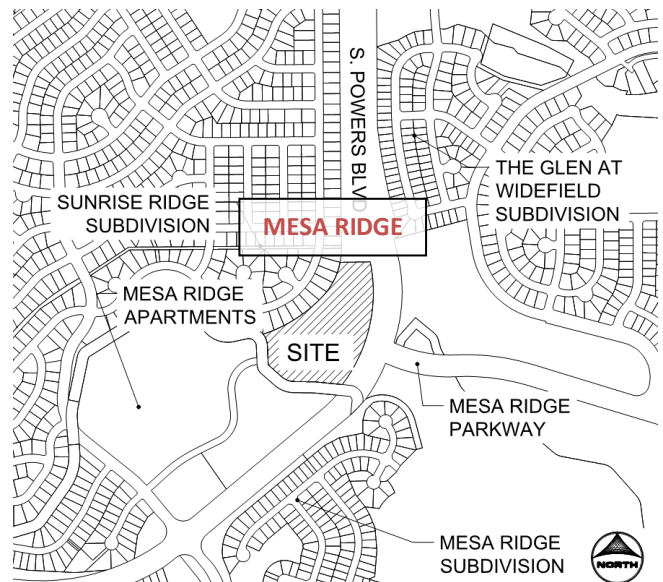 S. POWERS BLVD
THE GLEN AT
WIDEFIELD
SUBDIVISION
SUNRISE RIDGE
SUBDIVISION
MESA RIDGE
MESA RIDGE
APARTMENTS
SITE
MESA RIDGE
PARKWAY
MESA RIDGE
SUBDIVISION
NORTH